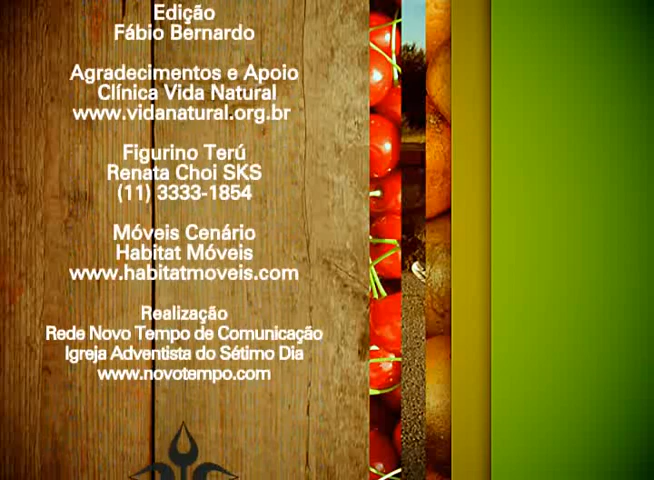 Edição
Fábio Bernardo
Agradecimentos e Apoio
Clínica Vida Natural
www.vidanatural.org.br
Figurino Terú
Renata Choi SKS
(11) 3333-1854
Móveis Cenário
Habitat Móveis
www.habitatmoveis.com
Realização
Rede Novo Tempo de Comunicação
Igreja Adventista do Sétimo Dia
www.novotempo.com